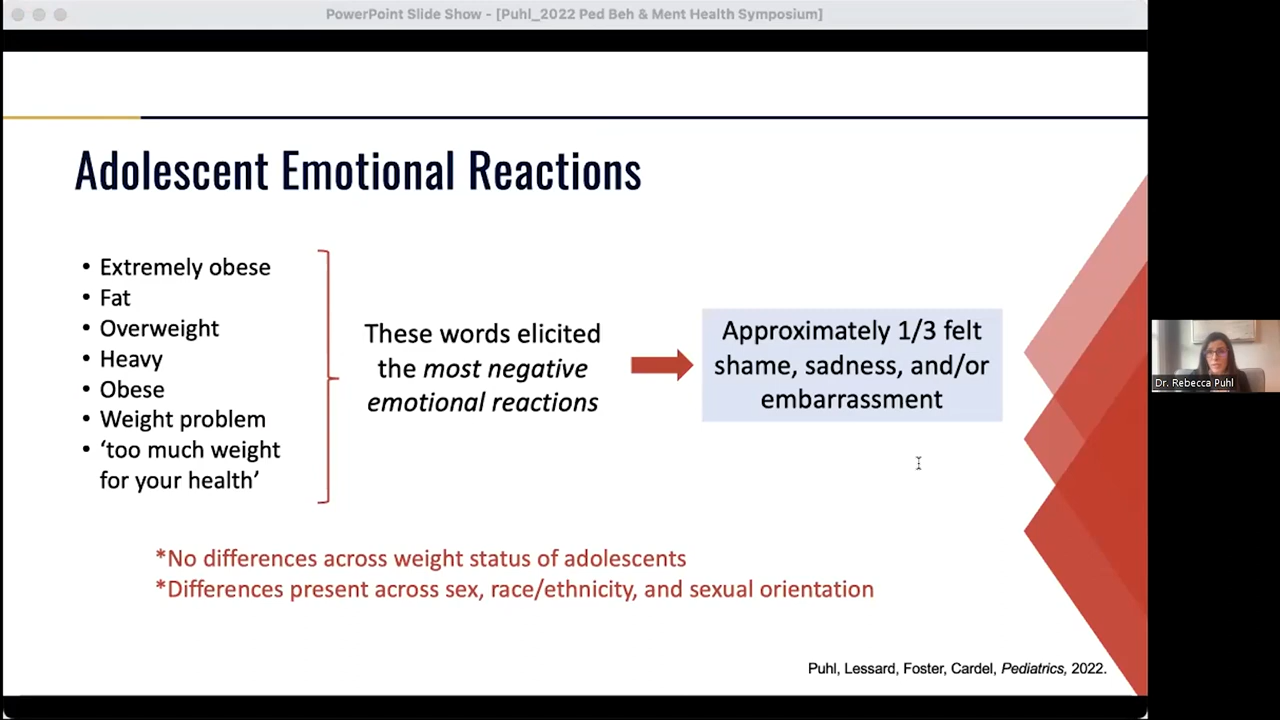 PowerPoint Slide Show - [Puhl_2022 Ped Beh & Ment Health Symposium]
Adolescent Emotional Reactions
• Extremely obese
• Fat
• Overweight
• Heavy
• Obese
• Weight problem
• ‘too much weight
for your health’
These words elicited
the most negative
emotional reactions
Approximately 1/3 felt
shame, sadness, and/or
embarrassment
*No differences across weight status of adolescents
*Differences present across sex, race/ethnicity, and sexual orientation
Puhl, Lessard, Foster, Cardel, Pediatrics, 2022.
Dr. Rebecca Puhl